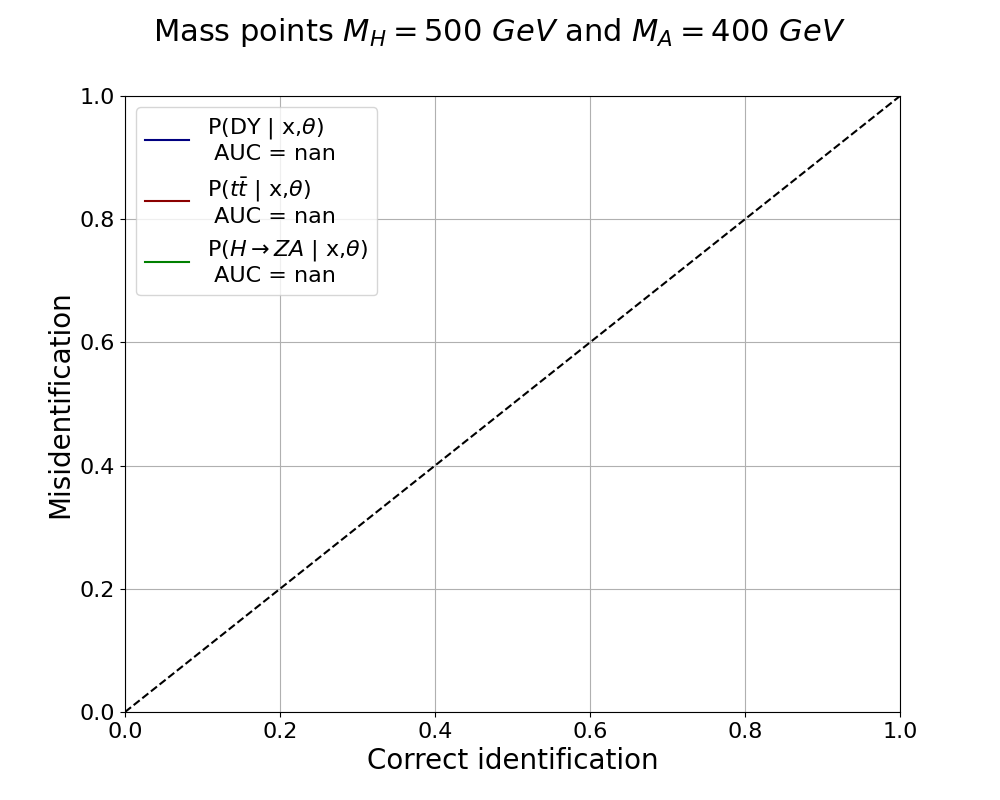 Mass points $M_H = 500\ GeV$ and $M_A = 400\ GeV$
1.0
P(DY | x,θ)
AUC = nan
P($t\bar{t}$ | x,θ)
AUC = nan
P($H \rightarrow ZA$ | x,θ)
AUC = nan
0.8
0.6
0.4
0.2
0.0
Misidentification
0.0 0.2 0.4 0.6 0.8 1.0
Correct identification